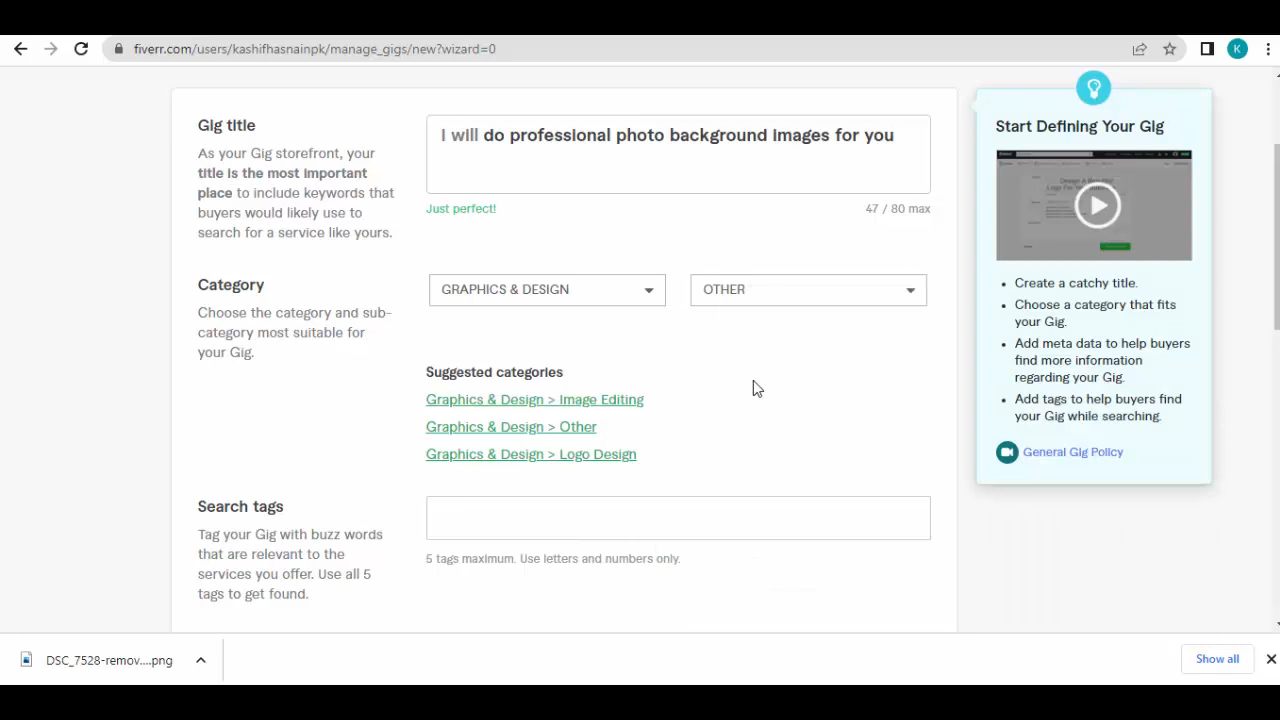 fiverr.com/users/kashifhasnainpk/manage_gigs/new?wizard=0
K
Gig title
As your Gig storefront, your
title is the most important
place to include keywords that
buyers would likely use to
search for a service like yours.
I will do professional photo background images for you
Just perfect!
47 / 80 max
Category
Choose the category and sub-
category most suitable for
your Gig.
GRAPHICS & DESIGN
OTHER
Suggested categories
Graphics & Design > Image Editing
Graphics & Design > Other
Graphics & Design > Logo Design
Search tags
Tag your Gig with buzz words
that are relevant to the
services you offer. Use all 5
tags to get found.
5 tags maximum. Use letters and numbers only.
Start Defining Your Gig
Create a catchy title.
Choose a category that fits
your Gig.
Add meta data to help buyers
find more information
regarding your Gig.
Add tags to help buyers find
your Gig while searching.
General Gig Policy
DSC_7528-remov....png
Show all